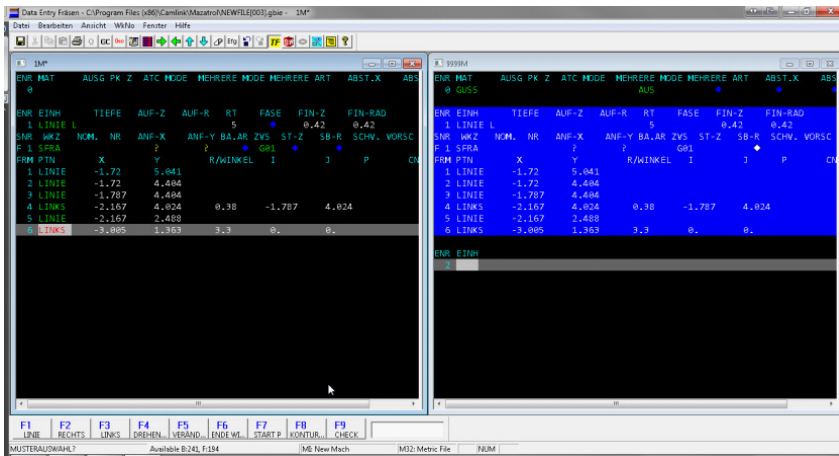 Data Entry Fräsen - C:\Program Files (x86)\Camlink\Mazatrol\NEWFILE[003].gbie - 1M*
Datei Bearbeiten Ansicht WkNo Fenster Hilfe
1M*
ENR MAT AUSG PK Z ATC MODE MEHRERE MODE MEHRERE ART ABST.X ABS
0
ENR EINH TIEFE AUF-Z AUF-R RT FASE FIN-Z FIN-RAD
1 LINIE L 5 ◆ 0.42 0.42
SNR WKZ NOM. NR ANF-X ANF-Y BA.AR ZWS ST-Z SB-R SCHV. VORSC
F 1 SFRA ? ? ◆ G01 ◆ ◆
FRM PTN X Y R/WINKEL I J P CN
1 LINIE -1.72 5.041
2 LINIE -1.72 4.404
3 LINIE -1.787 4.404
4 LINKS -2.167 4.024 0.38 -1.787 4.024
5 LINIE -2.167 2.488
6 LINKS -3.005 1.363 3.3 0. 0.
9999M
ENR MAT AUSG PK Z ATC MODE MEHRERE MODE MEHRERE ART ABST.X ABS
0 GUSS AUS ◆ ◆ ◆
ENR EINH TIEFE AUF-Z AUF-R RT FASE FIN-Z FIN-RAD
1 LINIE L 5 0.42 0.42
SNR WKZ NOM. NR ANF-X ANF-Y BA.AR ZWS ST-Z SB-R SCHV. VORSC
F 1 SFRA ? ? G01 ◆
FRM PTN X Y R/WINKEL I J P CN
1 LINIE -1.72 5.041
2 LINIE -1.72 4.404
3 LINIE -1.787 4.404
4 LINKS -2.167 4.024 0.38 -1.787 4.024
5 LINIE -2.167 2.488
6 LINKS -3.005 1.363 3.3 0. 0.
ENR EINH
2
F1 F2 F3 F4 F5 F6 F7 F8 F9
LINIE RECHTS LINKS DREHEN... VERÄND... ENDE WI... START P KONTUR... CHECK
MUSTERAUSWAHL? Available B:241, F:194 M8: New Mach M32: Metric File NUM